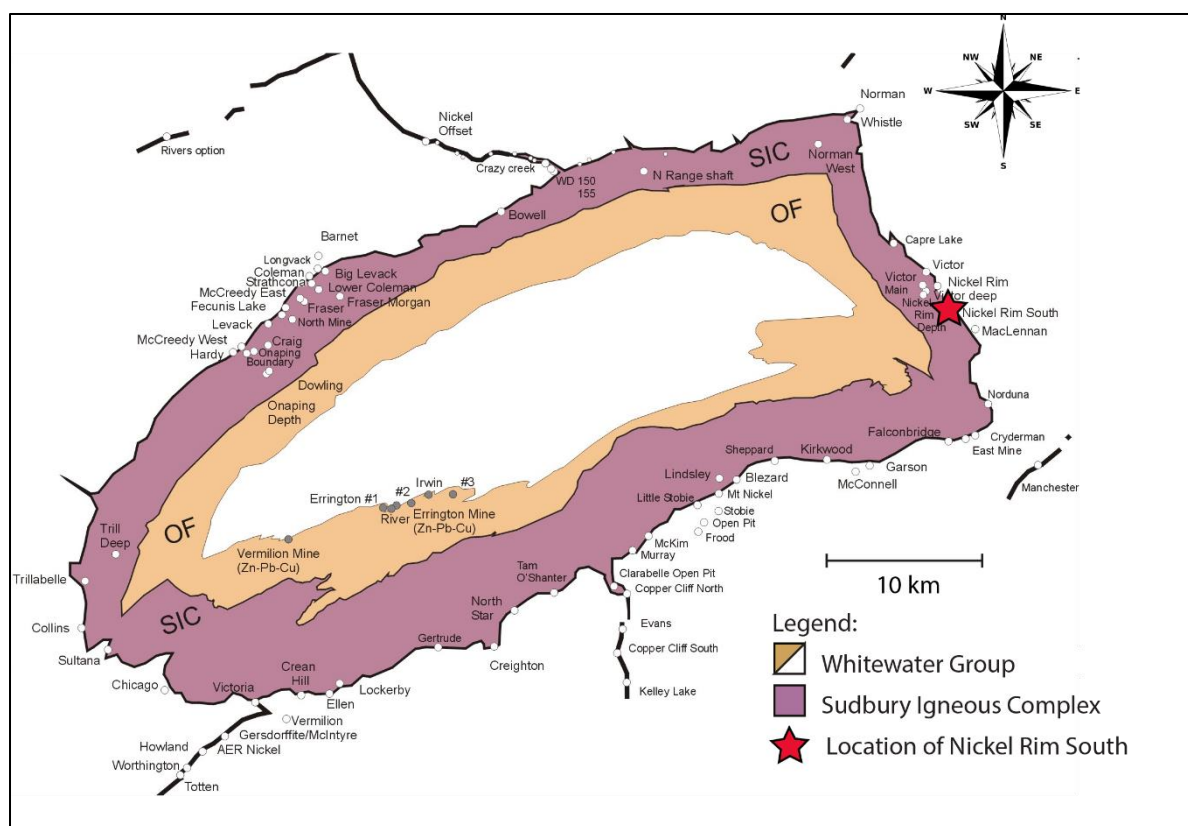 N
NW
NE
W
E
SW
SE
S
Norman
Whistle
Nickel
Offset
Rivers option
Crazy creek
WD 150
155
SIC
Norman
West
N Range shaft
OF
Bowell
Barnet
Longvack
Coleman
Strathcona
Big Levack
Lower Coleman
McCreedy East
Fraser
Fraser Morgan
Fecunis Lake
North Mine
Levack
McCreedy West
Craig
Hardy
Onaping
Boundary
Dowling
Onaping
Depth
Capre Lake
Victor
Victor
Main
Nickel Rim
Victor deep
Nickel
Rim
Depth
Nickel Rim South
MacLennan
Norduna
Falconbridge
Cryderman
East Mine
Kirkwood
Garson
McConnell
Manchester
Sheppard
Lindsley
Blezard
Little Stobie
Mt Nickel
Stobie
Open Pit
Frood
McKim
Murray
Irwin
#3
Errington #1
#2
River
Errington Mine
(Zn-Pb-Cu)
Vermilion Mine
(Zn-Pb-Cu)
OF
Trill
Deep
Trillabelle
SIC
Collins
Sultana
Chicago
Tam
O'Shanter
Clarabelle Open Pit
Copper Cliff North
North
Star
Evans
Gertrude
Creighton
Copper Cliff South
Kelley Lake
Crean
Hill
Victoria
Lockerby
Ellen
Vermilion
Gersdorffite/McIntyre
AER Nickel
Howland
Worthington
Totten
10 km
Legend:
Whitewater Group
Sudbury Igneous Complex
Location of Nickel Rim South